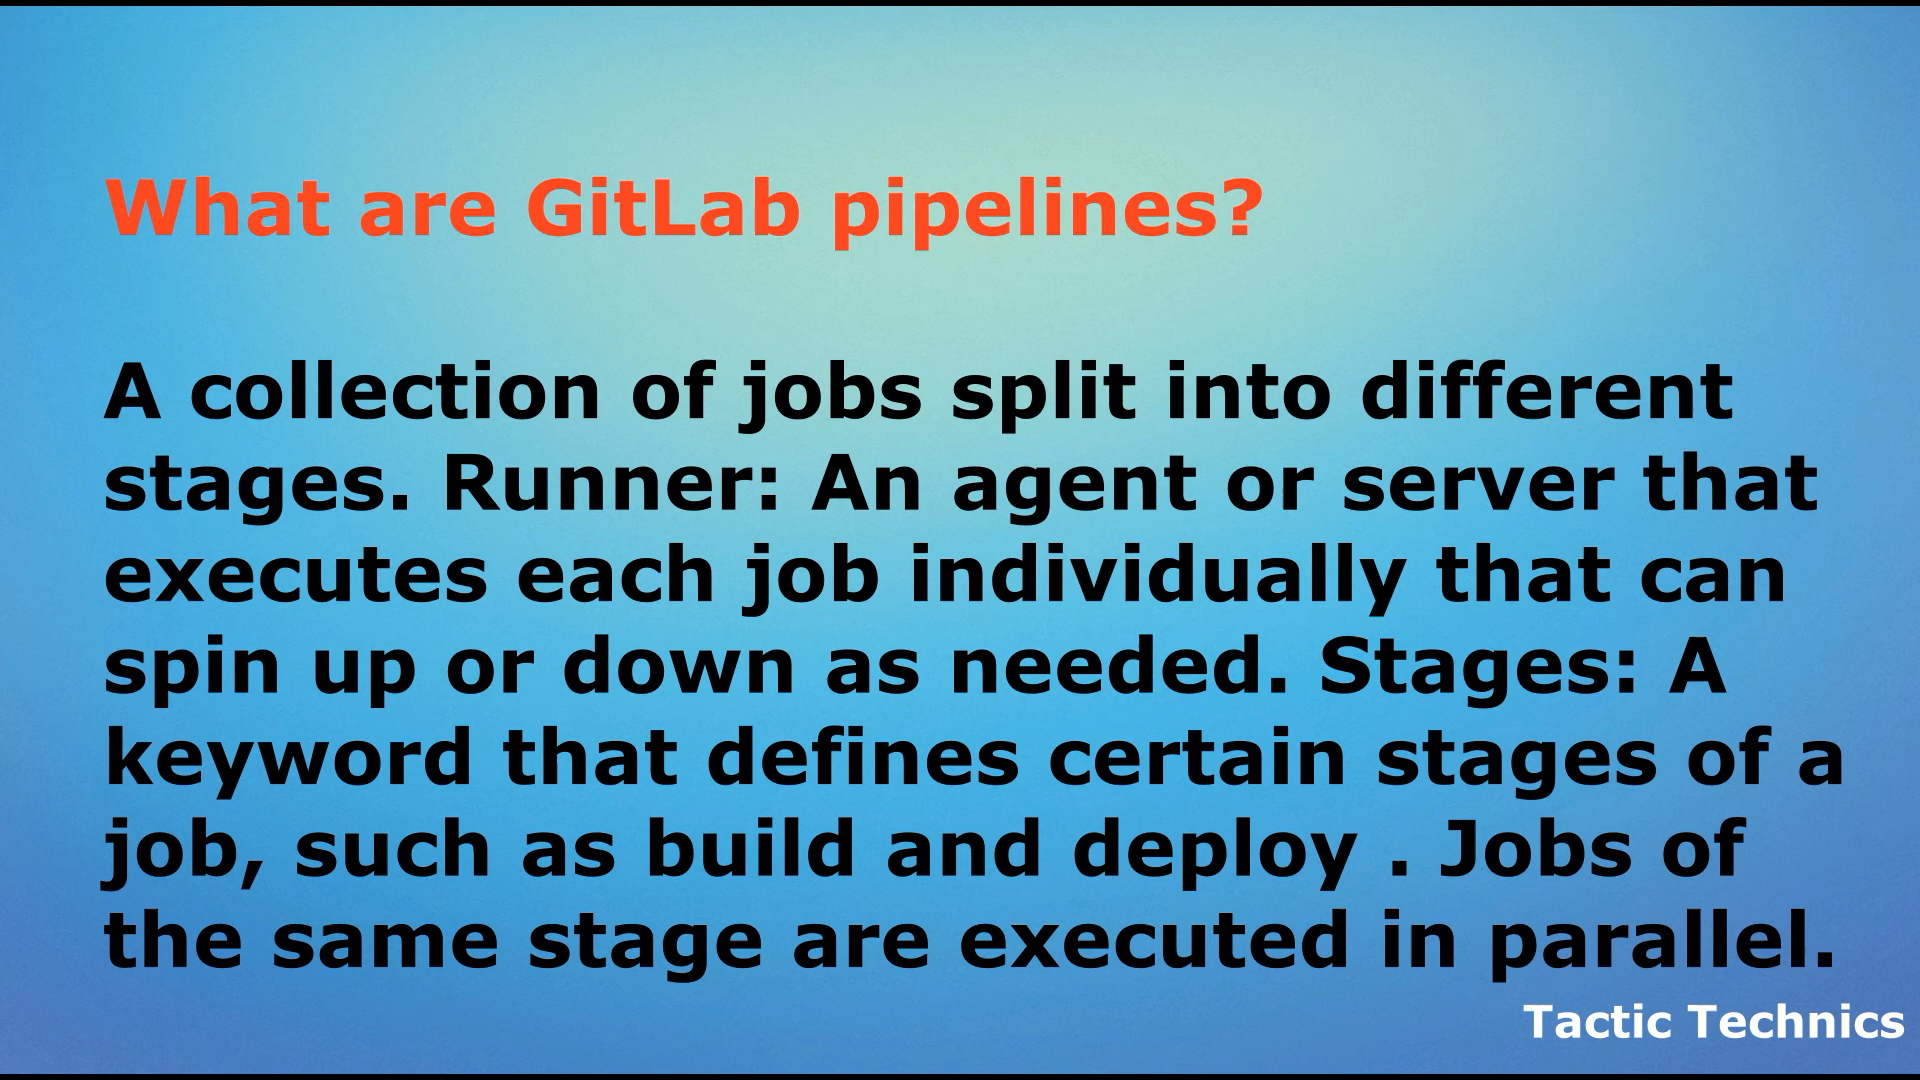 What are GitLab pipelines?
A collection of jobs split into different
stages. Runner: An agent or server that
executes each job individually that can
spin up or down as needed. Stages: A
keyword that defines certain stages of a
job, such as build and deploy . Jobs of
the same stage are executed in parallel.
Tactic Technics